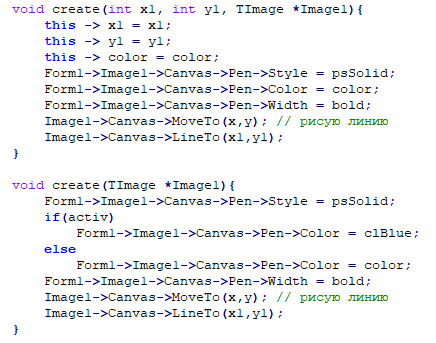 void create(int x1, int y1, TImage *Image1){
this -> x1 = x1;
this -> y1 = y1;
this -> color = color;
Form1->Image1->Canvas->Pen->Style = psSolid;
Form1->Image1->Canvas->Pen->Color = color;
Form1->Image1->Canvas->Pen->Width = bold;
Image1->Canvas->MoveTo(x,y); // рисую линию
Image1->Canvas->LineTo(x1,y1);
}
void create(TImage *Image1){
Form1->Image1->Canvas->Pen->Style = psSolid;
if(activ)
Form1->Image1->Canvas->Pen->Color = clBlue;
else
Form1->Image1->Canvas->Pen->Color = color;
Form1->Image1->Canvas->Pen->Width = bold;
Image1->Canvas->MoveTo(x,y); // рисую линию
Image1->Canvas->LineTo(x1,y1);
}